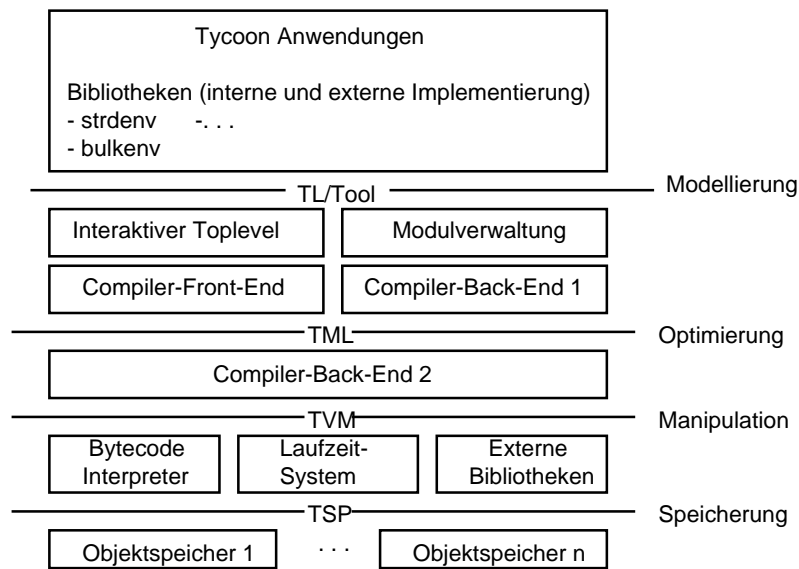 Tycoon Anwendungen
Bibliotheken (interne und externe Implementierung)
- strdenv -. . .
- bulkenv
TL/Tool Modellierung
Interaktiver Toplevel Modulverwaltung
Compiler-Front-End Compiler-Back-End 1
TML Optimierung
Compiler-Back-End 2
TVM Manipulation
Bytecode Laufzeit- Externe
Interpreter System Bibliotheken
TSP Speicherung
Objektspeicher 1 . . . Objektspeicher n